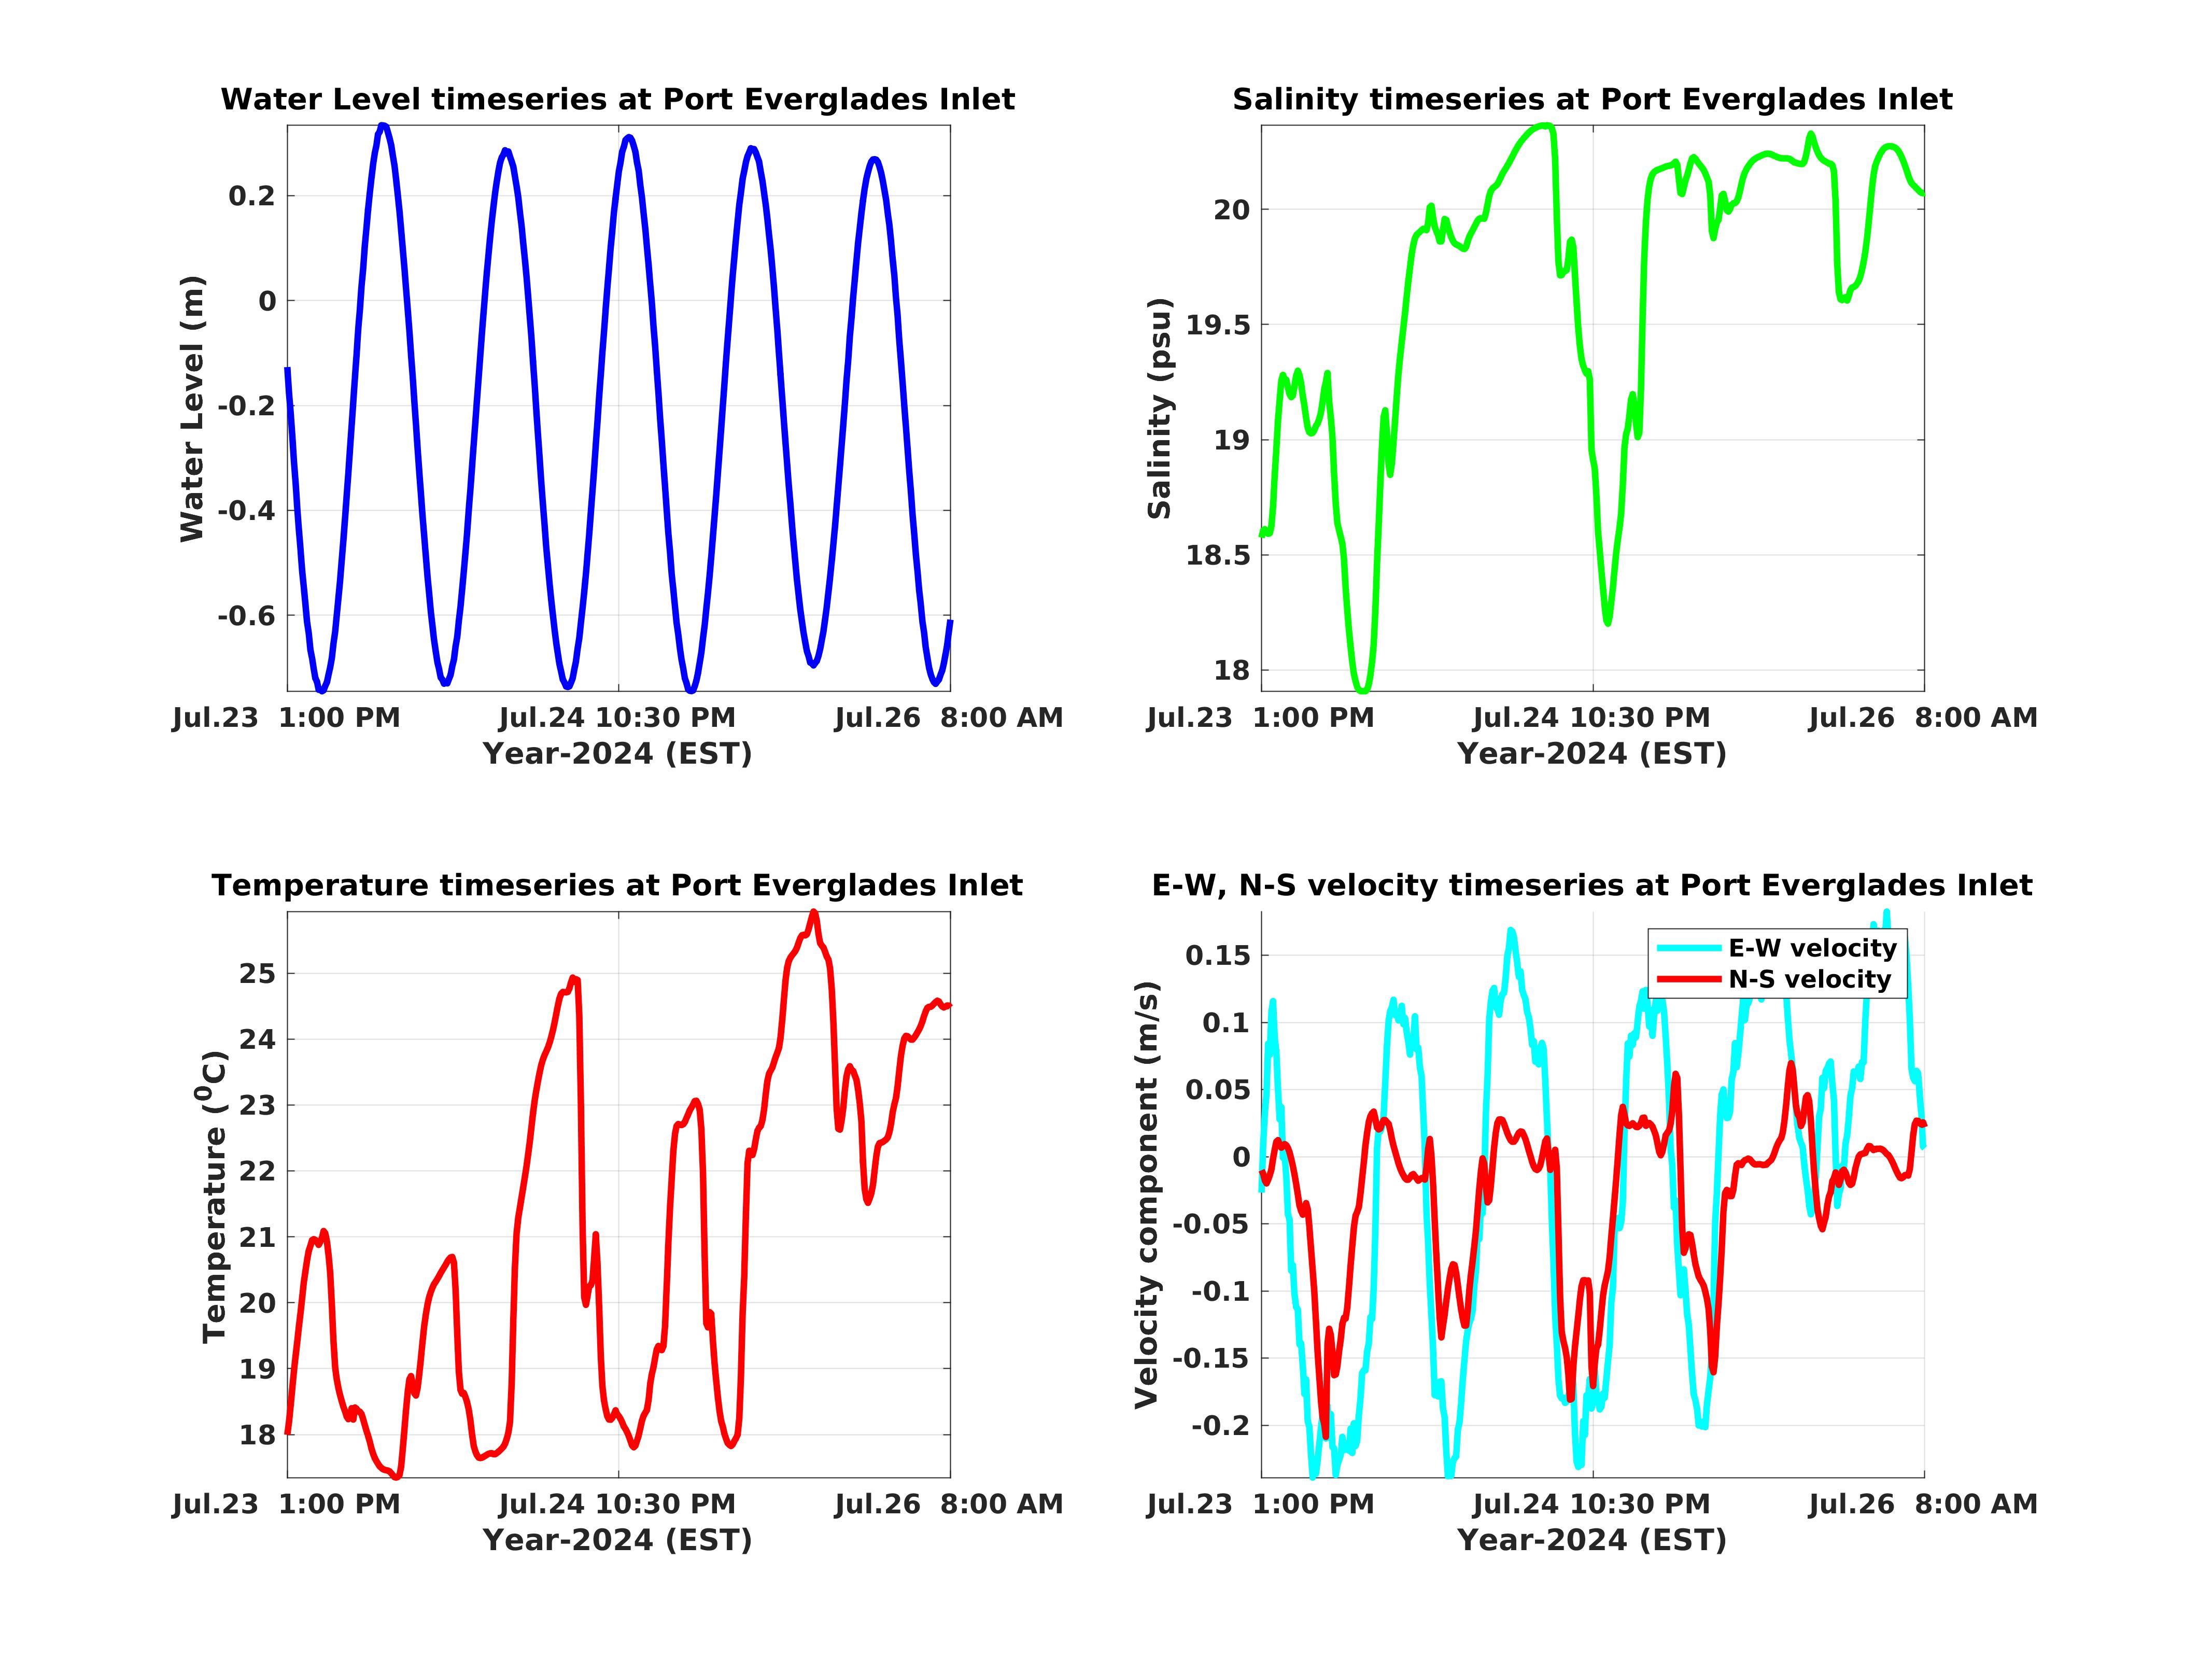 Water Level timeseries at Port Everglades Inlet
Water Level (m)
0.2
0
-0.2
-0.4
-0.6
Jul.23  1:00 PM
Jul.24 10:30 PM
Jul.26  8:00 AM
Year-2024 (EST)
Salinity timeseries at Port Everglades Inlet
Salinity (psu)
20
19.5
19
18.5
18
Jul.23  1:00 PM
Jul.24 10:30 PM
Jul.26  8:00 AM
Year-2024 (EST)
Temperature timeseries at Port Everglades Inlet
Temperature (⁰C)
25
24
23
22
21
20
19
18
Jul.23  1:00 PM
Jul.24 10:30 PM
Jul.26  8:00 AM
Year-2024 (EST)
E-W, N-S velocity timeseries at Port Everglades Inlet
Velocity component (m/s)
0.15
0.1
0.05
0
-0.05
-0.1
-0.15
-0.2
E-W velocity
N-S velocity
Jul.23  1:00 PM
Jul.24 10:30 PM
Jul.26  8:00 AM
Year-2024 (EST)